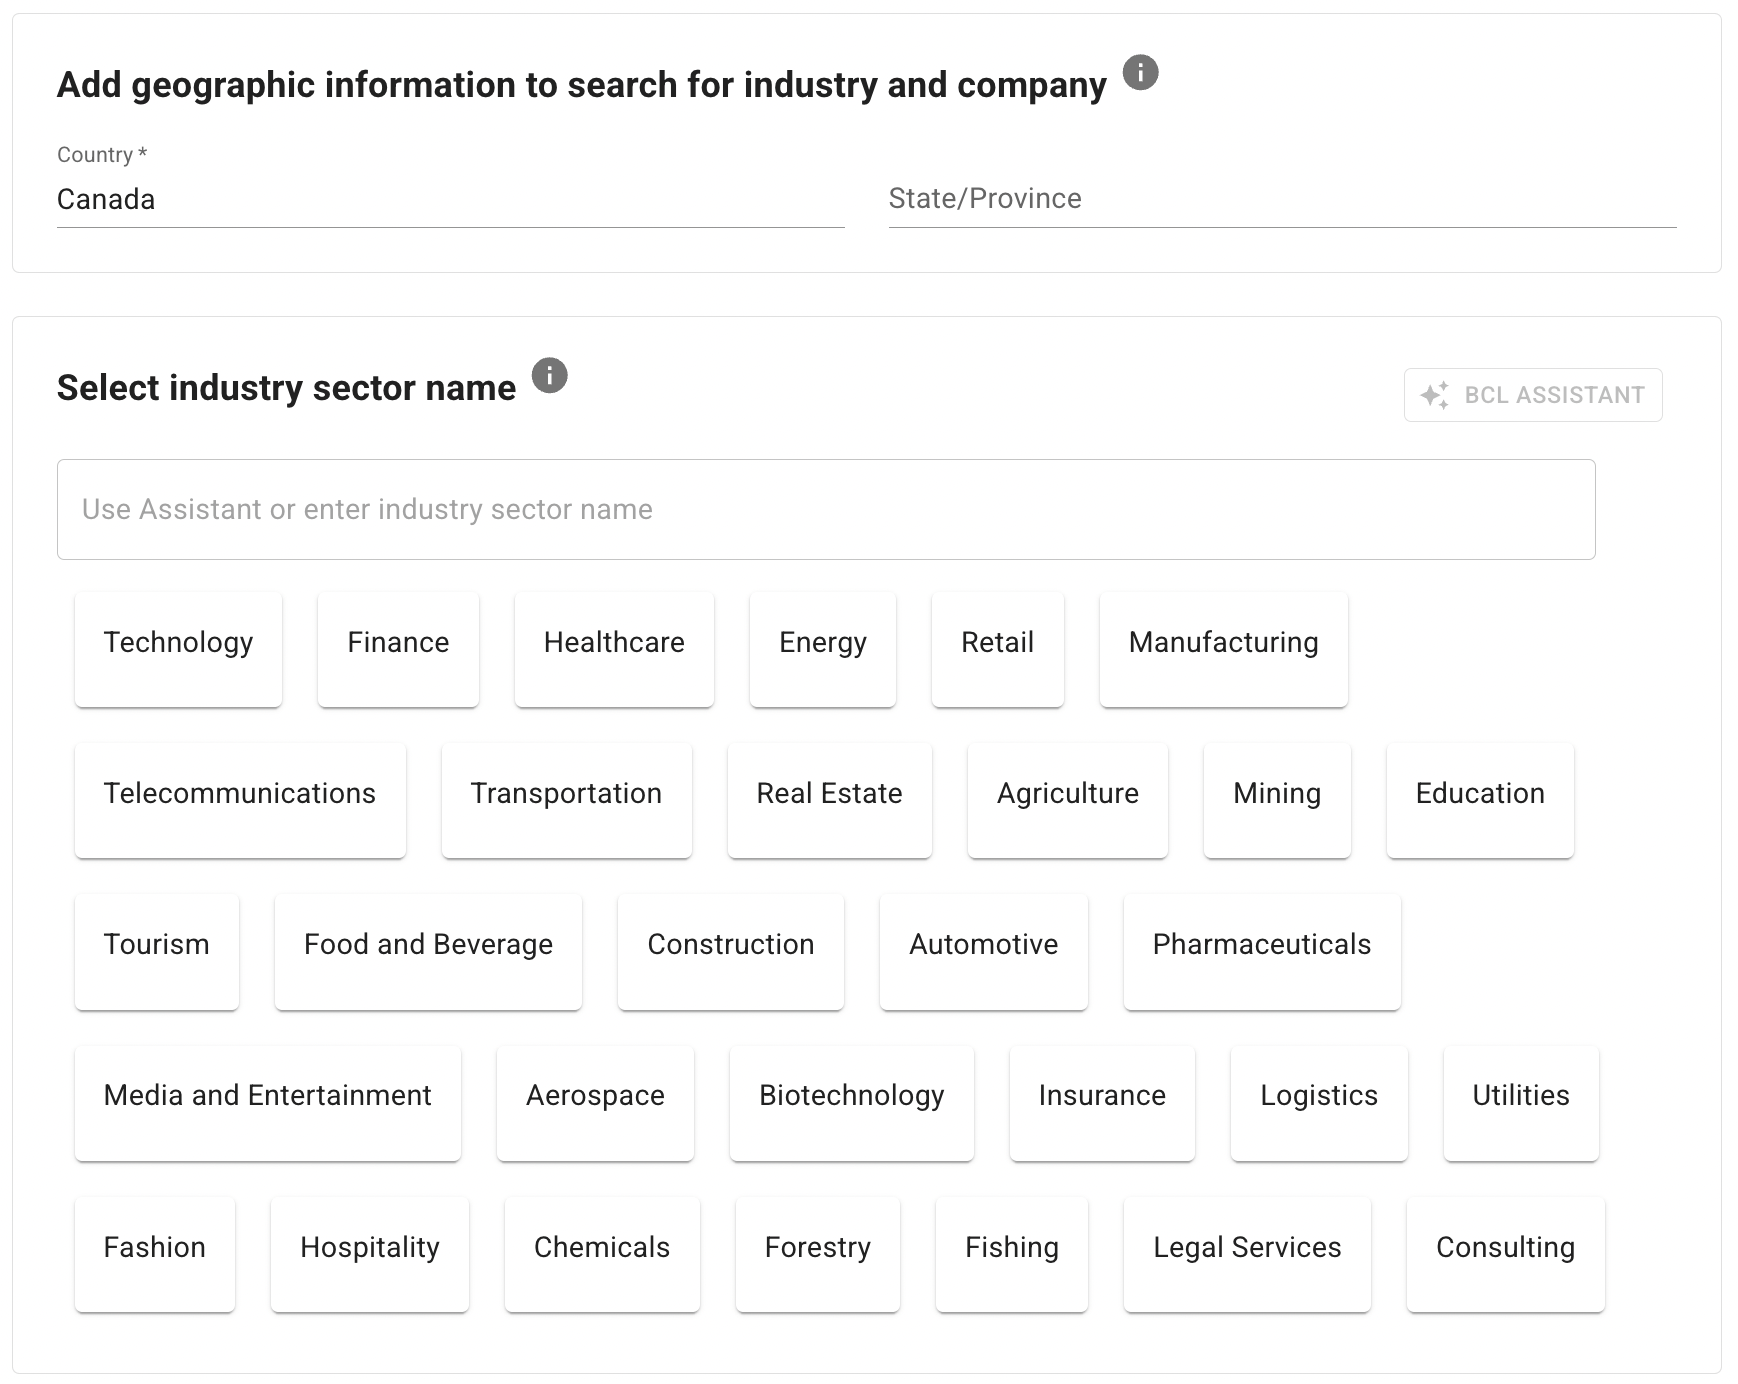 Add geographic information to search for industry and company
Country *
Canada
State/Province
Select industry sector name
BCL ASSISTANT
Use Assistant or enter industry sector name
Technology Finance Healthcare Energy Retail Manufacturing
Telecommunications Transportation Real Estate Agriculture Mining Education
Tourism Food and Beverage Construction Automotive Pharmaceuticals
Media and Entertainment Aerospace Biotechnology Insurance Logistics Utilities
Fashion Hospitality Chemicals Forestry Fishing Legal Services Consulting